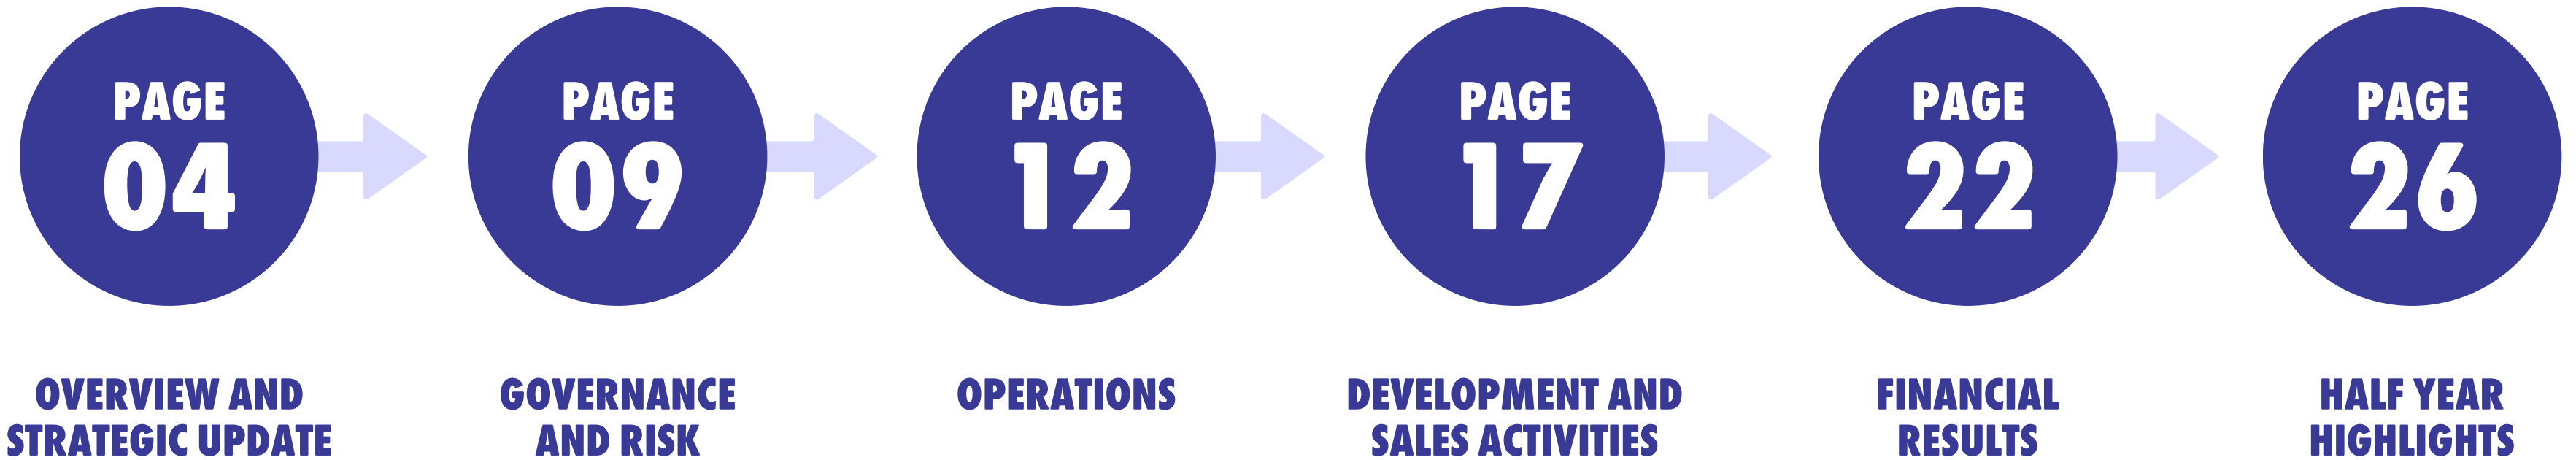 PAGE
04
OVERVIEW AND
STRATEGIC UPDATE
PAGE
09
GOVERNANCE
AND RISK
PAGE
12
OPERATIONS
PAGE
17
DEVELOPMENT AND
SALES ACTIVITIES
PAGE
22
FINANCIAL
RESULTS
PAGE
26
HALF YEAR
HIGHLIGHTS